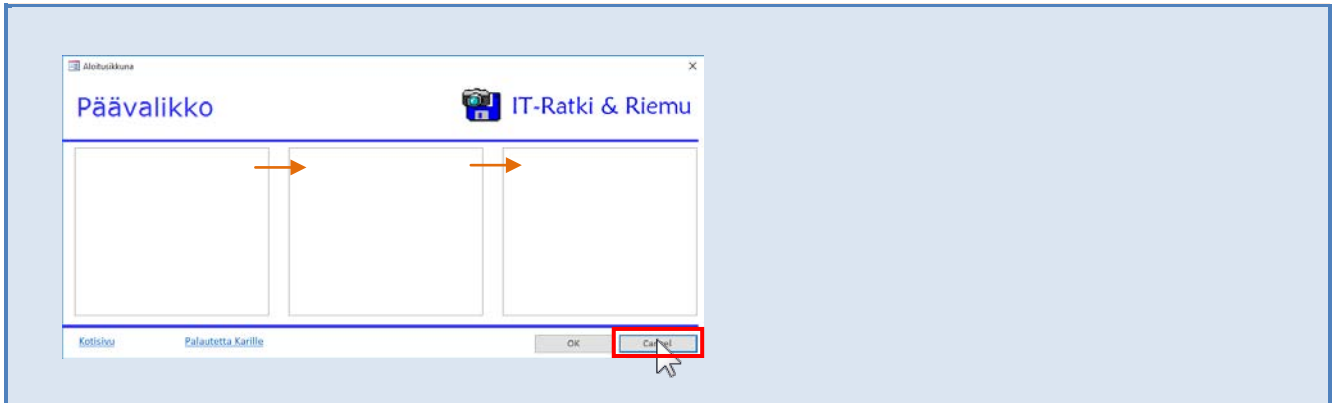 Aloitusikkuna
Päävalikko
IT-Ratki & Riemu
Kotisivu
Palautetta Karille
OK
Cancel